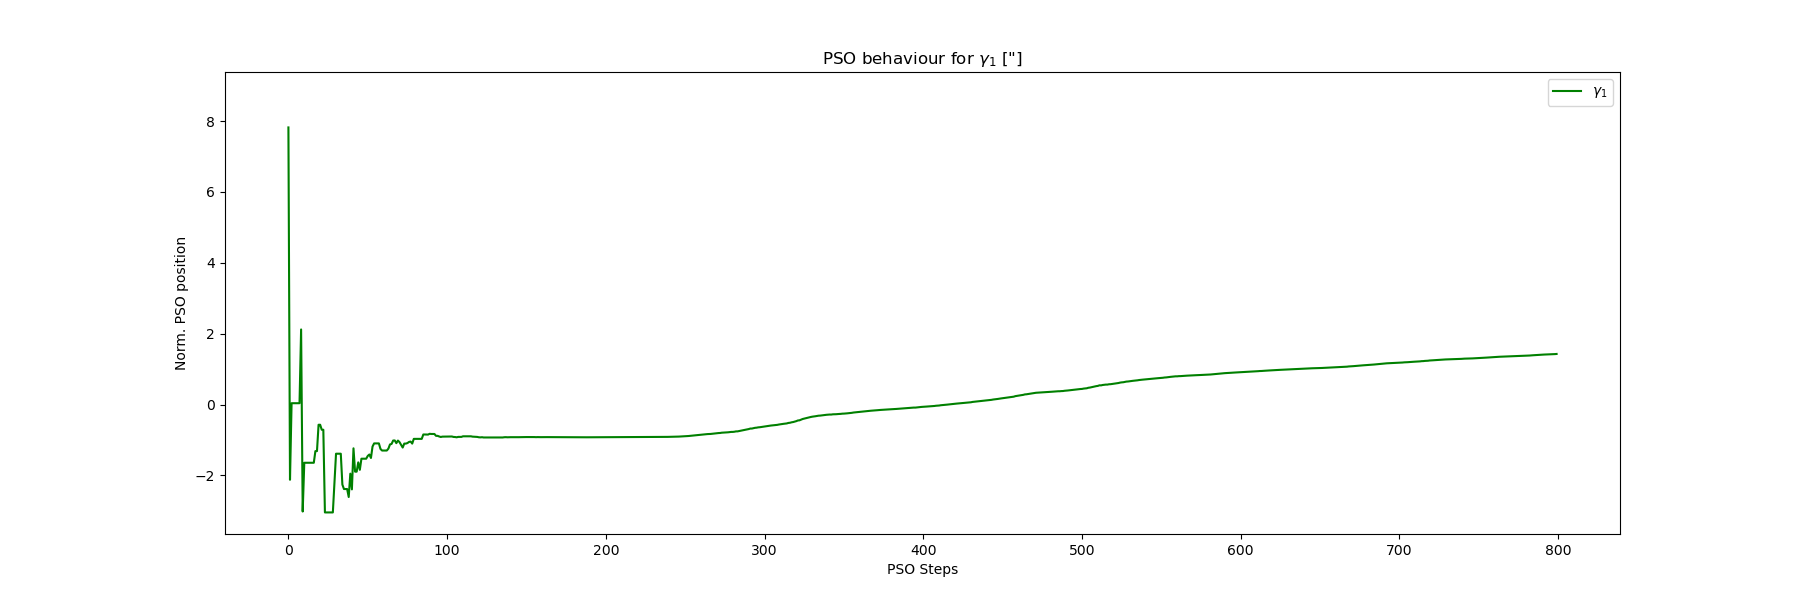 PSO behaviour for γ₁ ["]
γ₁
Norm. PSO position
8
6
4
2
0
−2
0 100 200 300 400 500 600 700 800
PSO Steps